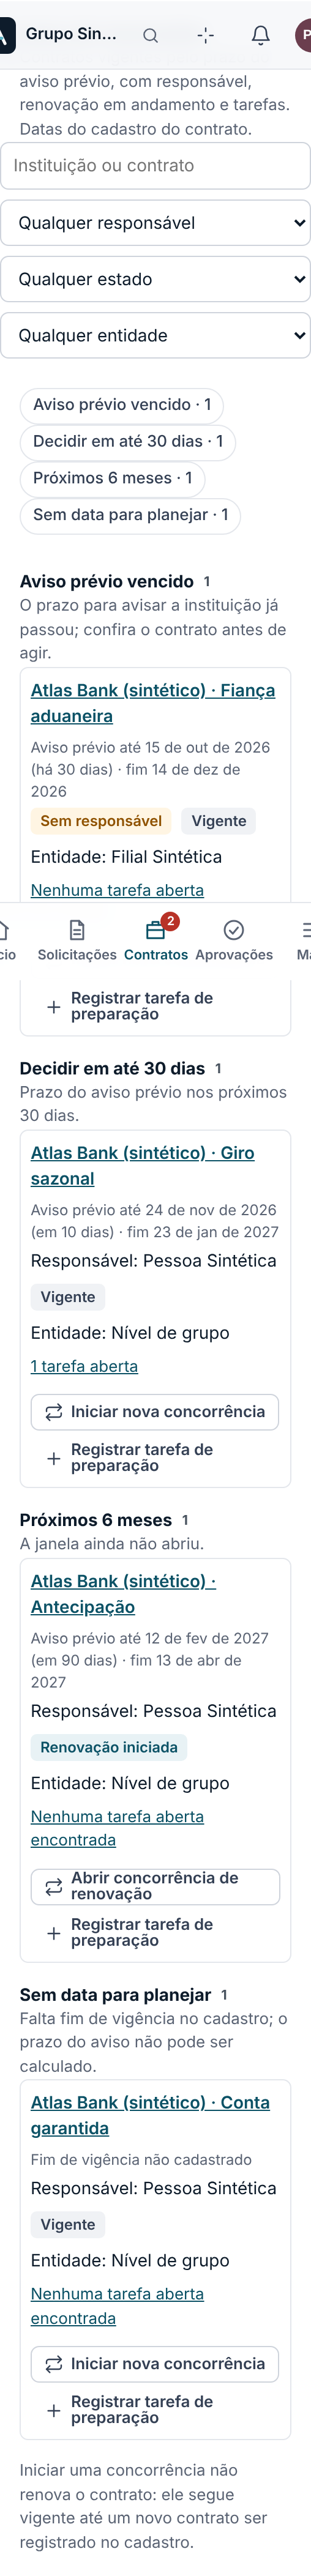 Grupo Sin...
aviso prévio, com responsável,
renovação em andamento e tarefas.
Datas do cadastro do contrato.
Instituição ou contrato
Qualquer responsável
Qualquer estado
Qualquer entidade
Aviso prévio vencido · 1
Decidir em até 30 dias · 1
Próximos 6 meses · 1
Sem data para planejar · 1
Aviso prévio vencido 1
O prazo para avisar a instituição já
passou; confira o contrato antes de
agir.
Atlas Bank (sintético) · Fiança
aduaneira
Aviso prévio até 15 de out de 2026
(há 30 dias) · fim 14 de dez de
2026
Sem responsável Vigente
Entidade: Filial Sintética
Nenhuma tarefa aberta
2
cio Solicitações Contratos Aprovações Ma
Registrar tarefa de
preparação
Decidir em até 30 dias 1
Prazo do aviso prévio nos próximos
30 dias.
Atlas Bank (sintético) · Giro
sazonal
Aviso prévio até 24 de nov de 2026
(em 10 dias) · fim 23 de jan de 2027
Responsável: Pessoa Sintética
Vigente
Entidade: Nível de grupo
1 tarefa aberta
Iniciar nova concorrência
Registrar tarefa de
preparação
Próximos 6 meses 1
A janela ainda não abriu.
Atlas Bank (sintético) ·
Antecipação
Aviso prévio até 12 de fev de 2027
(em 90 dias) · fim 13 de abr de
2027
Responsável: Pessoa Sintética
Renovação iniciada
Entidade: Nível de grupo
Nenhuma tarefa aberta
encontrada
Abrir concorrência de
renovação
Registrar tarefa de
preparação
Sem data para planejar 1
Falta fim de vigência no cadastro; o
prazo do aviso não pode ser
calculado.
Atlas Bank (sintético) · Conta
garantida
Fim de vigência não cadastrado
Responsável: Pessoa Sintética
Vigente
Entidade: Nível de grupo
Nenhuma tarefa aberta
encontrada
Iniciar nova concorrência
Registrar tarefa de
preparação
Iniciar uma concorrência não
renova o contrato: ele segue
vigente até um novo contrato ser
registrado no cadastro.